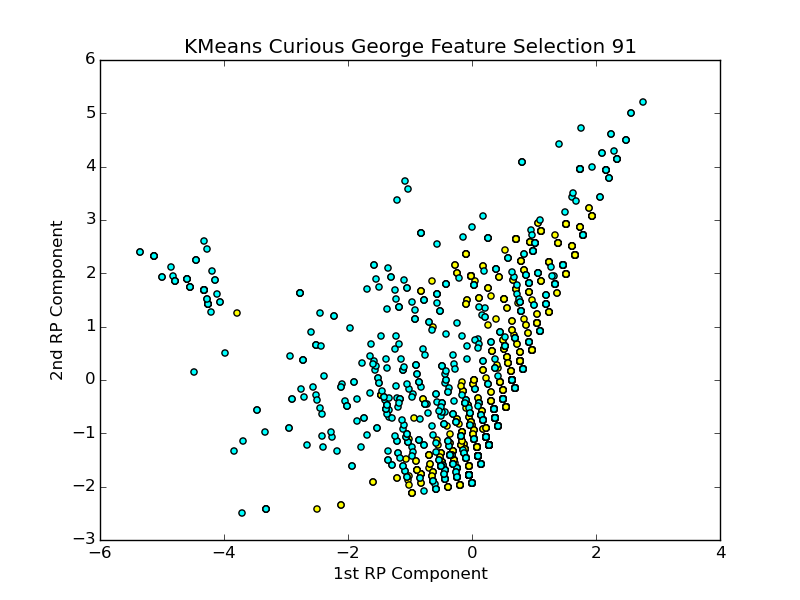 KMeans Curious George Feature Selection 91
6
5
4
3
2
1
0
−1
−2
−3
2nd RP Component
−6 −4 −2 0 2 4
1st RP Component